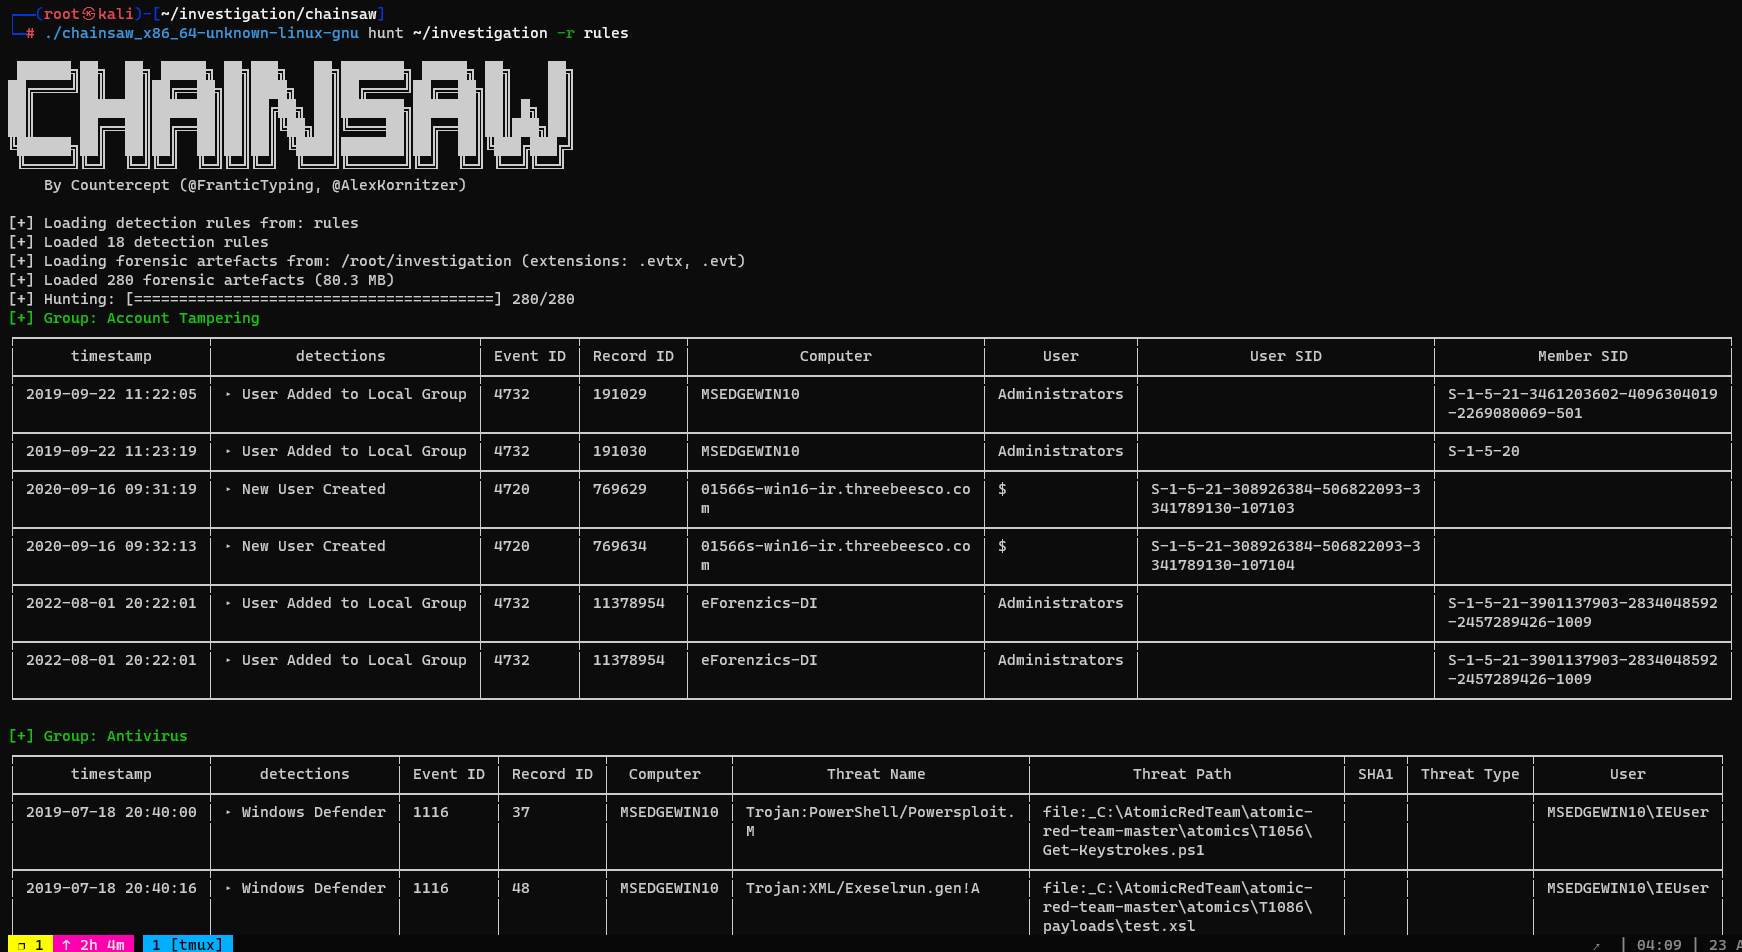 ┌──(root㉿kali)-[~/investigation/chainsaw]
└─# ./chainsaw_x86_64-unknown-linux-gnu hunt ~/investigation -r rules
CHAINSAW
By Countercept (@FranticTyping, @AlexKornitzer)
[+] Loading detection rules from: rules
[+] Loaded 18 detection rules
[+] Loading forensic artefacts from: /root/investigation (extensions: .evtx, .evt)
[+] Loaded 280 forensic artefacts (80.3 MB)
[+] Hunting: [========================================] 280/280
[+] Group: Account Tampering
timestamp detections Event ID Record ID Computer User User SID Member SID
2019-09-22 11:22:05 ‣ User Added to Local Group 4732 191029 MSEDGEWIN10 Administrators S-1-5-21-3461203602-4096304019
-2269080069-501
2019-09-22 11:23:19 ‣ User Added to Local Group 4732 191030 MSEDGEWIN10 Administrators S-1-5-20
2020-09-16 09:31:19 ‣ New User Created 4720 769629 01566s-win16-ir.threebeesco.co $ S-1-5-21-308926384-506822093-3
m 341789130-107103
2020-09-16 09:32:13 ‣ New User Created 4720 769634 01566s-win16-ir.threebeesco.co $ S-1-5-21-308926384-506822093-3
m 341789130-107104
2022-08-01 20:22:01 ‣ User Added to Local Group 4732 11378954 eForenzics-DI Administrators S-1-5-21-3901137903-2834048592
-2457289426-1009
2022-08-01 20:22:01 ‣ User Added to Local Group 4732 11378954 eForenzics-DI Administrators S-1-5-21-3901137903-2834048592
-2457289426-1009
[+] Group: Antivirus
timestamp detections Event ID Record ID Computer Threat Name Threat Path SHA1 Threat Type User
2019-07-18 20:40:00 ‣ Windows Defender 1116 37 MSEDGEWIN10 Trojan:PowerShell/Powersploit. file:_C:\AtomicRedTeam\atomic- MSEDGEWIN10\IEUser
M red-team-master\atomics\T1056\
Get-Keystrokes.ps1
2019-07-18 20:40:16 ‣ Windows Defender 1116 48 MSEDGEWIN10 Trojan:XML/Exeselrun.gen!A file:_C:\AtomicRedTeam\atomic- MSEDGEWIN10\IEUser
red-team-master\atomics\T1086\
payloads\test.xsl
❐ 1 ↑ 2h 4m 1 [tmux] ↗ | 04:09 | 23 A